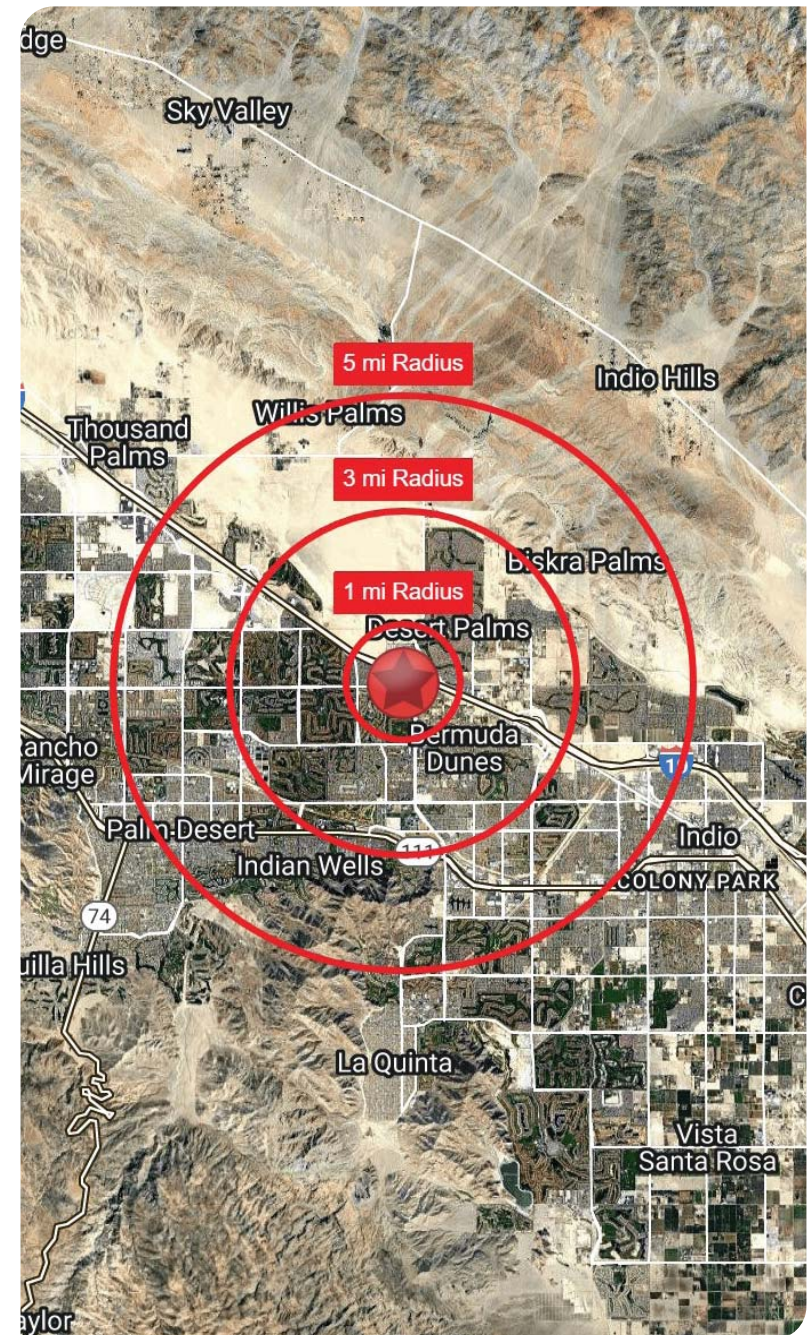 dge
Sky Valley
5 mi Radius
Indio Hills
Willis Palms
Thousand
Palms
3 mi Radius
Biskra Palms
1 mi Radius
Desert Palms
Bermuda
Dunes
ancho
Mirage
10
Palm Desert
Indio
111
Indian Wells
COLONY PARK
74
uilla Hills
C
La Quinta
Vista
Santa Rosa
aylor